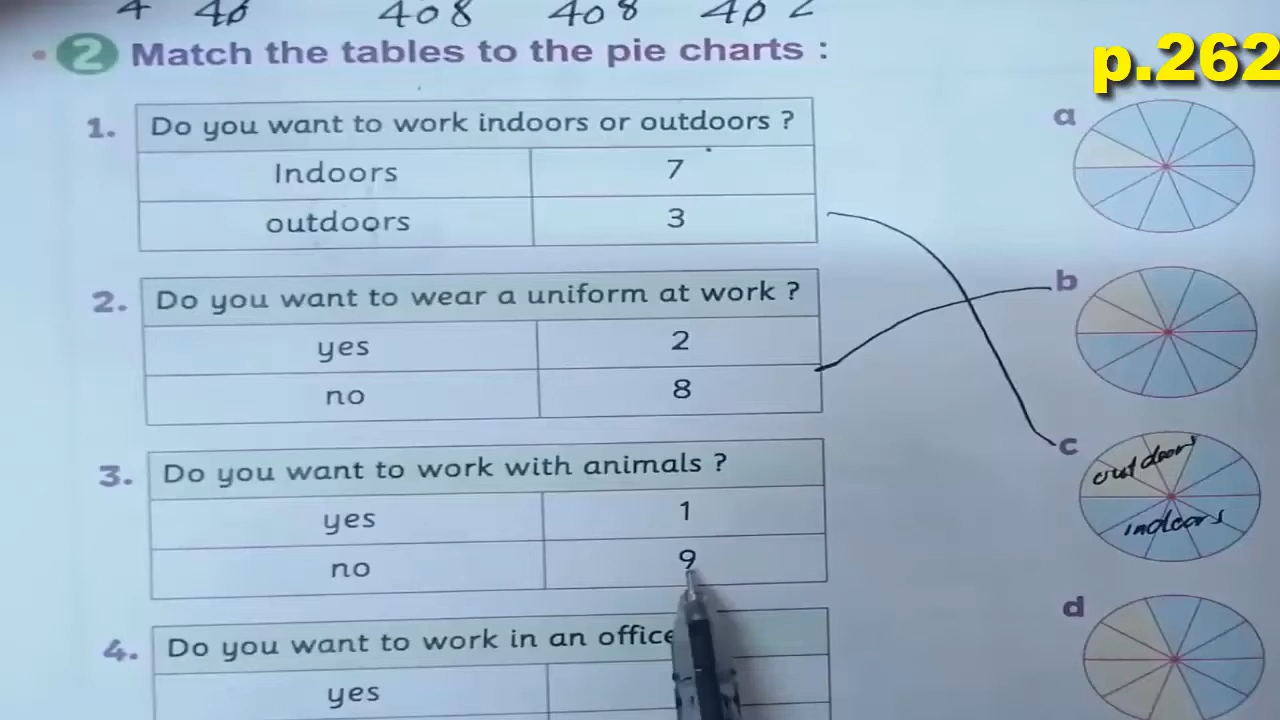 408 408
2 Match the tables to the pie charts :
p.262
1. Do you want to work indoors or outdoors ?
Indoors 7
outdoors 3
2. Do you want to wear a uniform at work ?
yes 2
no 8
3. Do you want to work with animals ?
yes 1
no 9
4. Do you want to work in an office
yes
a
b
c
outdoors
indoors
d